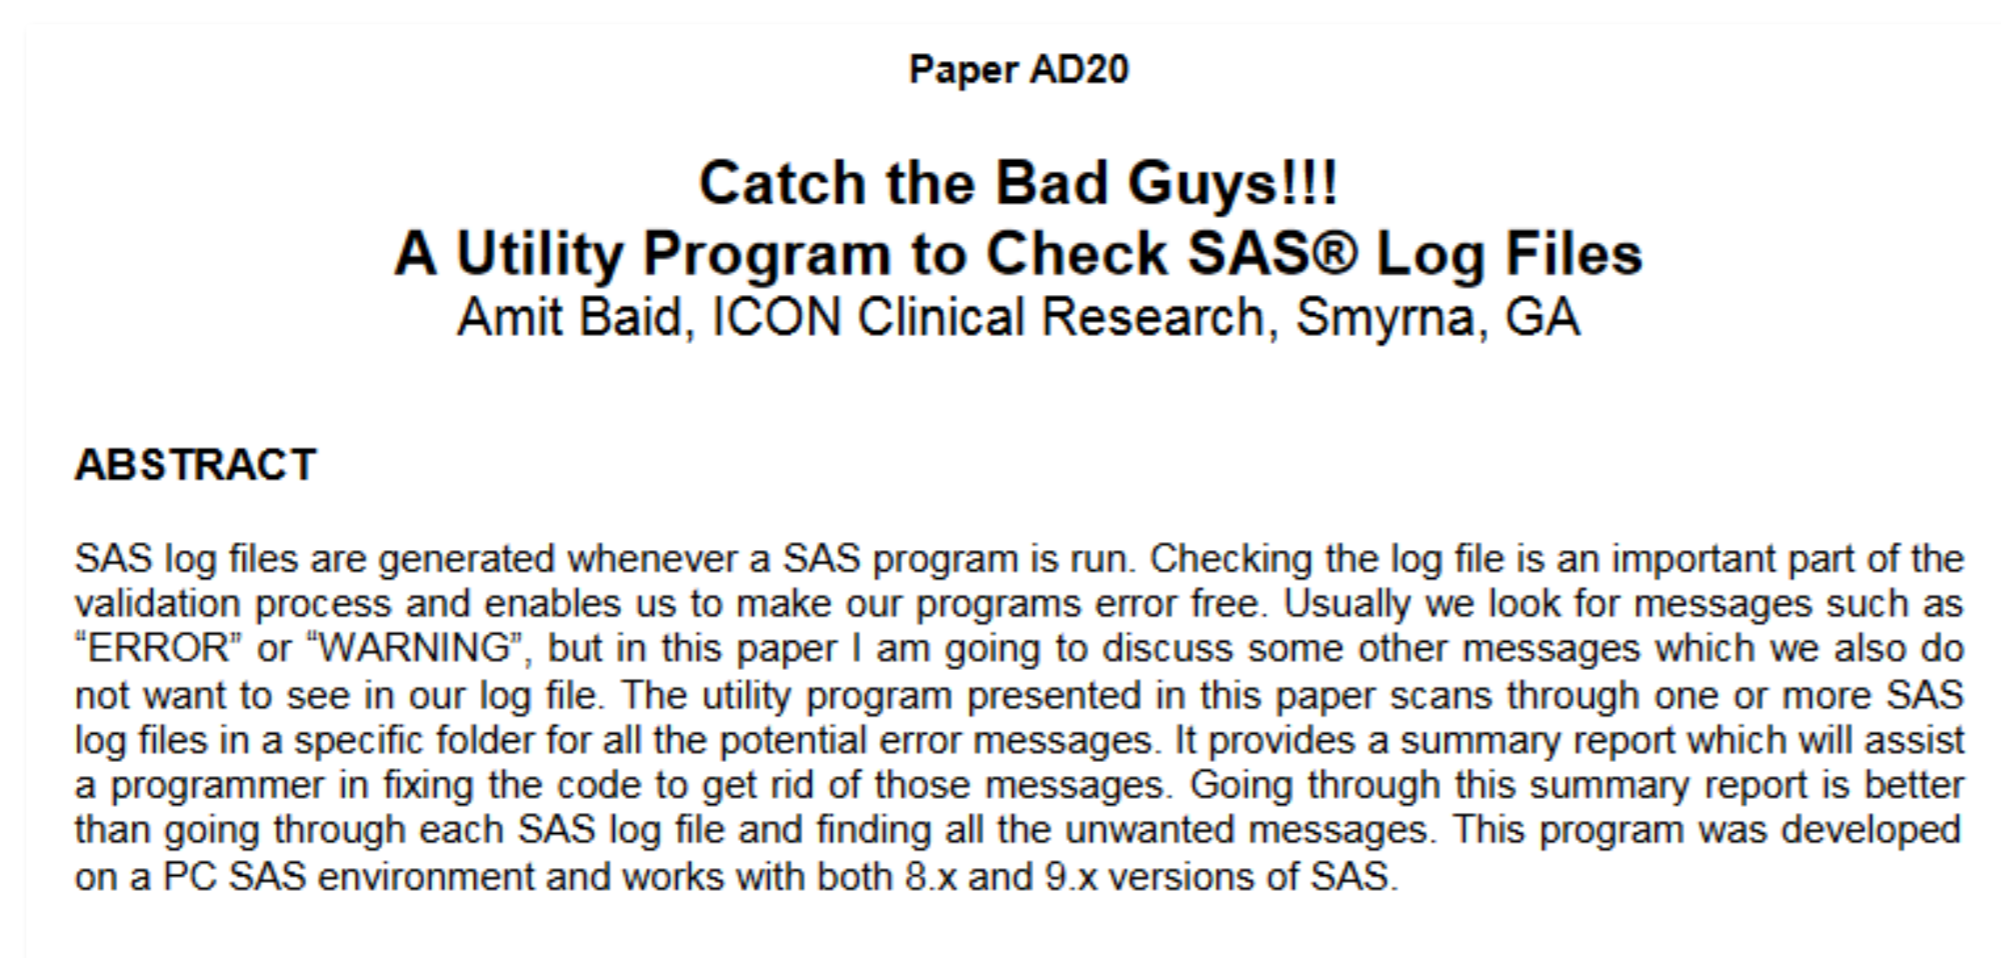 Paper AD20
Catch the Bad Guys!!!
A Utility Program to Check SAS® Log Files
Amit Baid, ICON Clinical Research, Smyrna, GA
ABSTRACT
SAS log files are generated whenever a SAS program is run. Checking the log file is an important part of the
validation process and enables us to make our programs error free. Usually we look for messages such as
“ERROR” or “WARNING”, but in this paper I am going to discuss some other messages which we also do
not want to see in our log file. The utility program presented in this paper scans through one or more SAS
log files in a specific folder for all the potential error messages. It provides a summary report which will assist
a programmer in fixing the code to get rid of those messages. Going through this summary report is better
than going through each SAS log file and finding all the unwanted messages. This program was developed
on a PC SAS environment and works with both 8.x and 9.x versions of SAS.